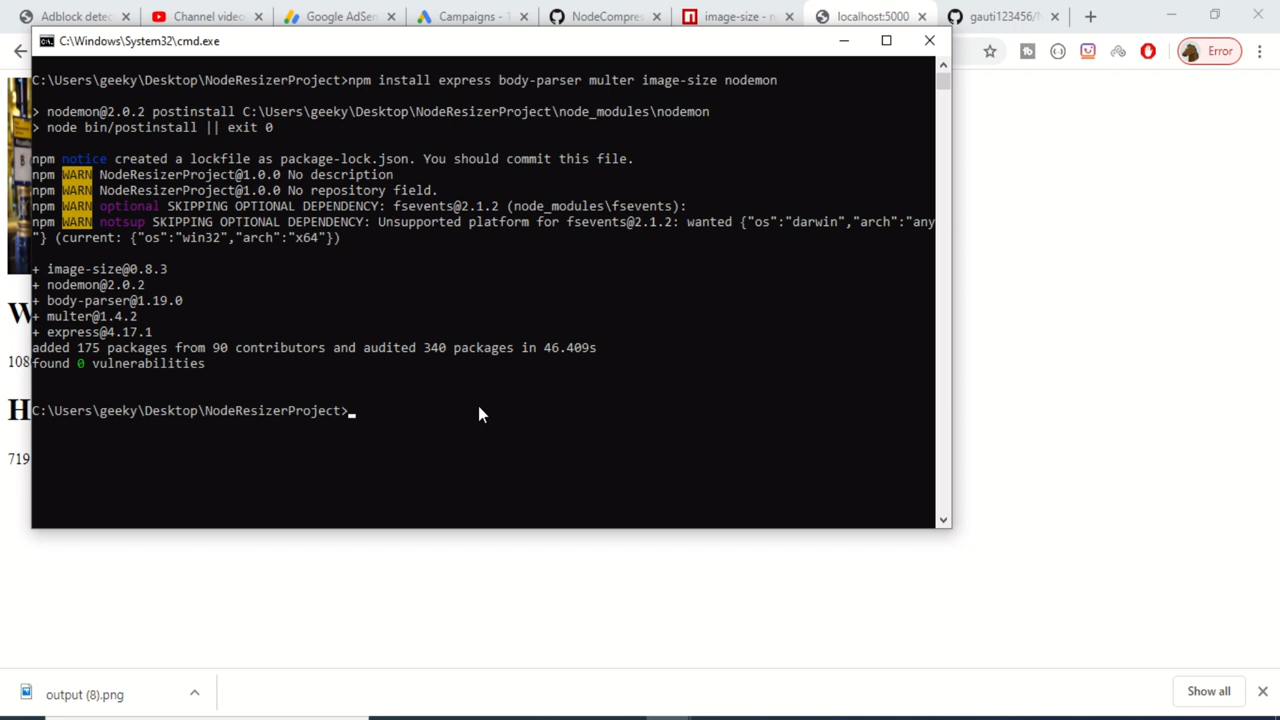 Adblock detec
Channel video
Google AdSen
Campaigns - T
NodeCompres
image-size - n
localhost:5000
gauti123456/N
Error
C:\Windows\System32\cmd.exe
C:\Users\geeky\Desktop\NodeResizerProject>npm install express body-parser multer image-size nodemon
> nodemon@2.0.2 postinstall C:\Users\geeky\Desktop\NodeResizerProject\node_modules\nodemon
> node bin/postinstall || exit 0
npm notice created a lockfile as package-lock.json. You should commit this file.
npm WARN NodeResizerProject@1.0.0 No description
npm WARN NodeResizerProject@1.0.0 No repository field.
npm WARN optional SKIPPING OPTIONAL DEPENDENCY: fsevents@2.1.2 (node_modules\fsevents):
npm WARN notsup SKIPPING OPTIONAL DEPENDENCY: Unsupported platform for fsevents@2.1.2: wanted {"os":"darwin","arch":"any
"} (current: {"os":"win32","arch":"x64"})
+ image-size@0.8.3
+ nodemon@2.0.2
+ body-parser@1.19.0
+ multer@1.4.2
+ express@4.17.1
added 175 packages from 90 contributors and audited 340 packages in 46.409s
found 0 vulnerabilities
C:\Users\geeky\Desktop\NodeResizerProject>
W
108
H
719
output (8).png
Show all